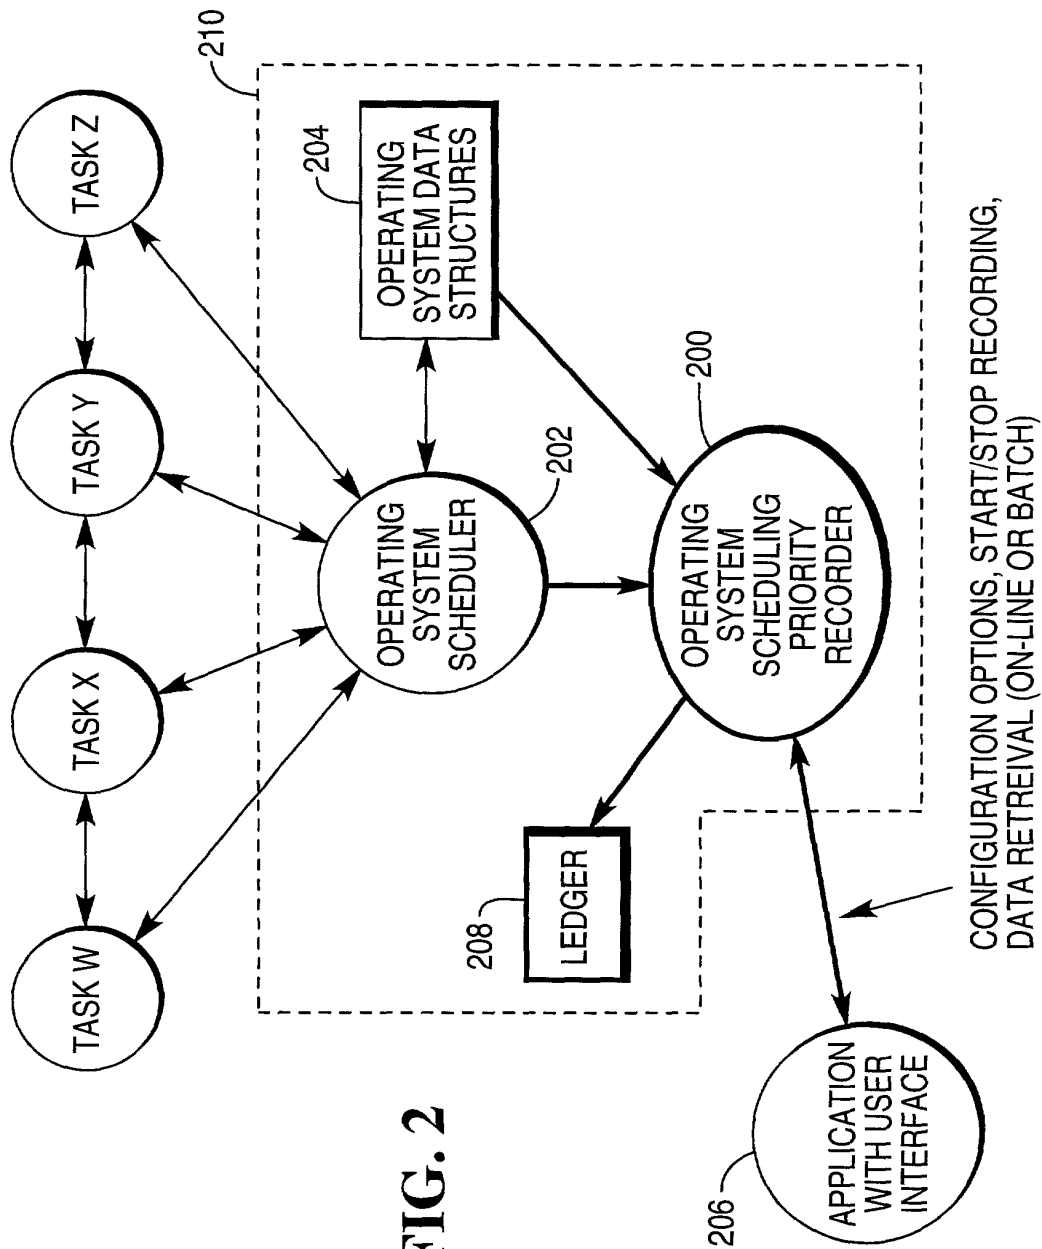 TASK W
TASK X
TASK Y
TASK Z
210
OPERATING
SYSTEM
SCHEDULER
202
OPERATING
SYSTEM DATA
STRUCTURES
204
208
LEDGER
OPERATING
SYSTEM
SCHEDULING
PRIORITY
RECORDER
200
206
APPLICATION
WITH USER
INTERFACE
CONFIGURATION OPTIONS, START/STOP RECORDING,
DATA RETREIVAL (ON-LINE OR BATCH)
FIG. 2